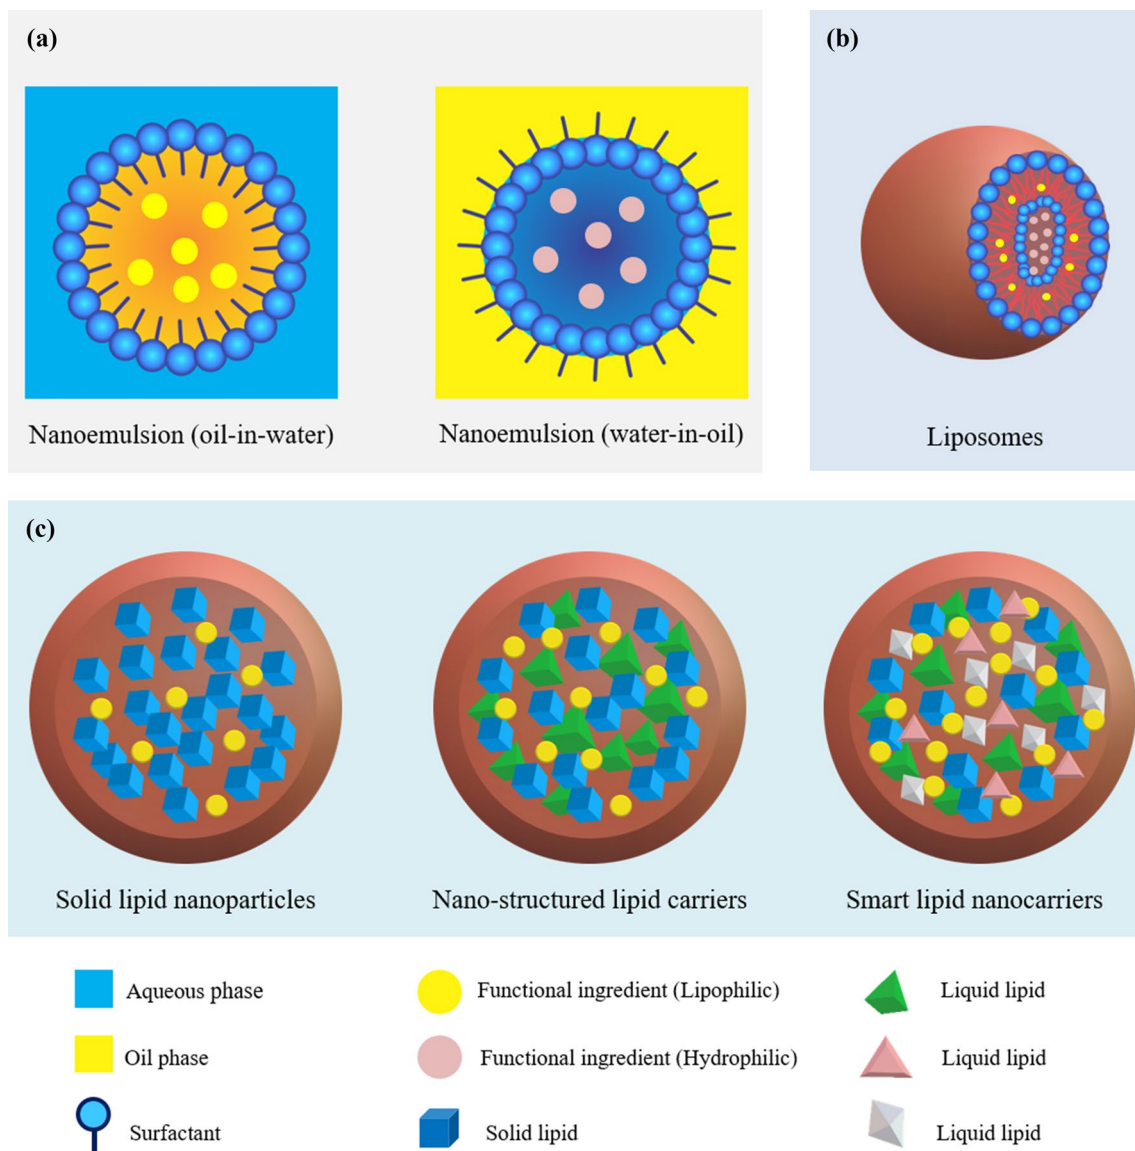 (a)
(b)
Nanoemulsion (oil-in-water)
Nanoemulsion (water-in-oil)
Liposomes
(c)
Solid lipid nanoparticles
Nano-structured lipid carriers
Smart lipid nanocarriers
Aqueous phase
Functional ingredient (Lipophilic)
Liquid lipid
Oil phase
Functional ingredient (Hydrophilic)
Liquid lipid
Surfactant
Solid lipid
Liquid lipid